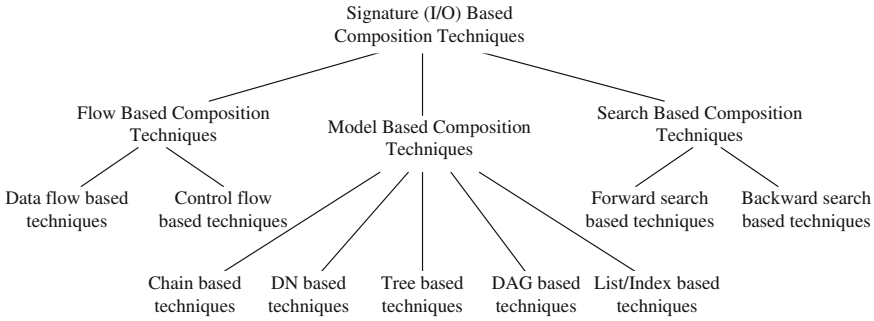 Signature (I/O) Based
Composition Techniques
Flow Based Composition
Techniques
Model Based Composition
Techniques
Search Based Composition
Techniques
Data flow based
techniques
Control flow
based techniques
Forward search
based techniques
Backward search
based techniques
Chain based
techniques
DN based
techniques
Tree based
techniques
DAG based
techniques
List/Index based
techniques